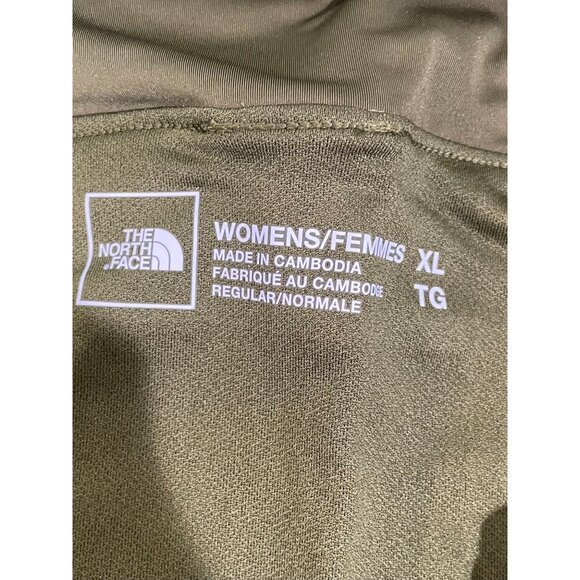 THE
NORTH
FACE
WOMENS/FEMMES XL
MADE IN CAMBODIA
FABRIQUÉ AU CAMBODGE TG
REGULAR/NORMALE